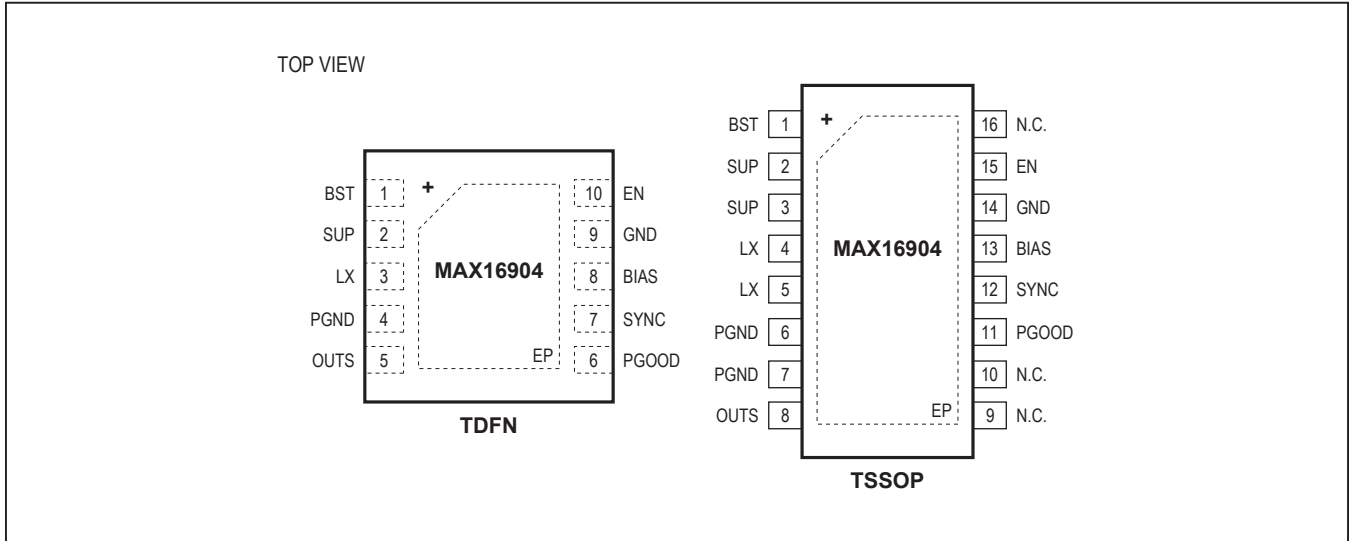 TOP VIEW
BST 1
SUP 2
LX 3
PGND 4
OUTS 5
+
MAX16904
EP
10 EN
9 GND
8 BIAS
7 SYNC
6 PGOOD
TDFN
BST 1
SUP 2
SUP 3
LX 4
LX 5
PGND 6
PGND 7
OUTS 8
+
MAX16904
EP
16 N.C.
15 EN
14 GND
13 BIAS
12 SYNC
11 PGOOD
10 N.C.
9 N.C.
TSSOP